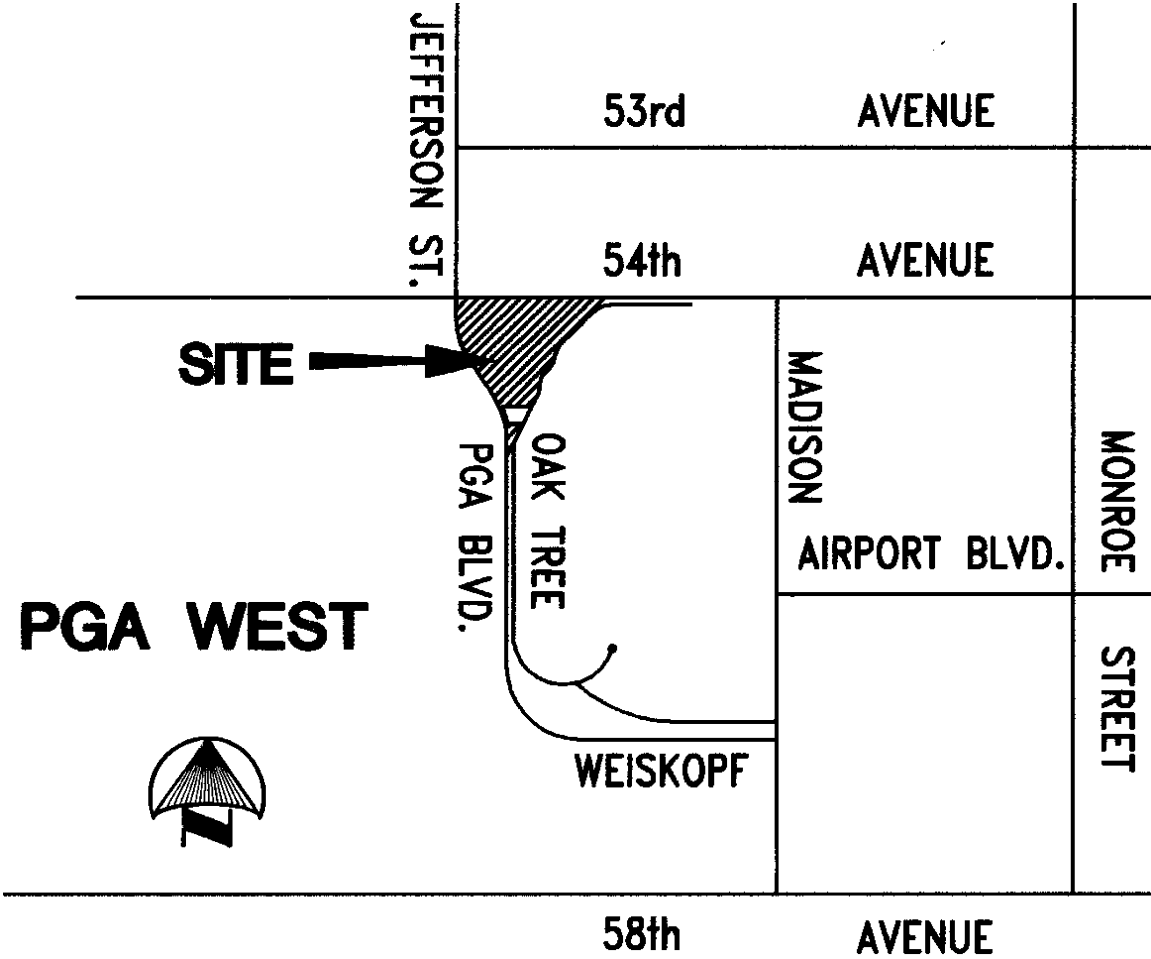 JEFFERSON ST.
53rd AVENUE
54th AVENUE
SITE
MADISON
OAK TREE
PGA BLVD.
MONROE STREET
AIRPORT BLVD.
PGA WEST
WEISKOPF
N
58th AVENUE